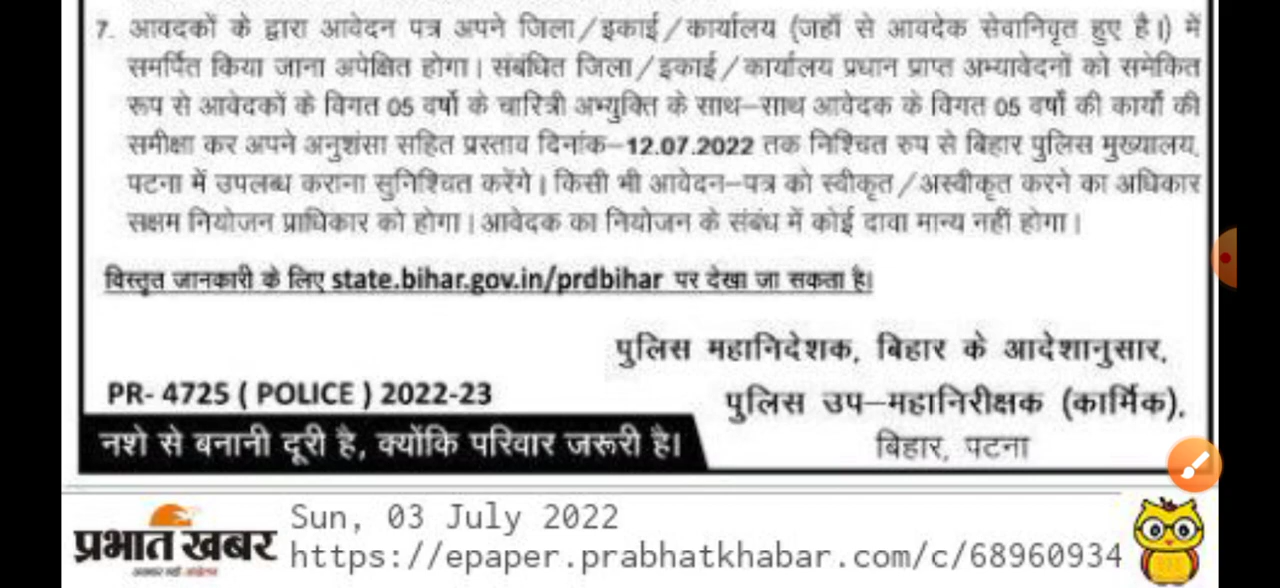 7. आवदकों के द्वारा आवेदन पत्र अपने जिला/इकाई/कार्यालय (जहाँ से आवदेक सेवानिवृत हुए है।) में
समर्पित किया जाना अपेक्षित होगा। संबंधित जिला/इकाई/कार्यालय प्रधान प्राप्त अभ्यावेदनों को समेकित
रूप से आवेदकों के विगत 05 वर्षो के चारित्री अभ्युक्ति के साथ–साथ आवेदक के विगत 05 वर्षों की कार्यो की
समीक्षा कर अपने अनुशंसा सहित प्रस्ताव दिनांक–12.07.2022 तक निश्चित रुप से बिहार पुलिस मुख्यालय,
पटना में उपलब्ध कराना सुनिश्चित करेंगे। किसी भी आवेदन–पत्र को स्वीकृत/अस्वीकृत करने का अधिकार
सक्षम नियोजन प्राधिकार को होगा। आवेदक का नियोजन के संबंध में कोई दावा मान्य नहीं होगा।
विस्तृत जानकारी के लिए state.bihar.gov.in/prdbihar पर देखा जा सकता है।
पुलिस महानिदेशक, बिहार के आदेशानुसार,
PR- 4725 ( POLICE ) 2022-23
पुलिस उप–महानिरीक्षक (कार्मिक),
नशे से बनानी दूरी है, क्योंकि परिवार जरूरी है।
बिहार, पटना
प्रभात खबर
Sun, 03 July 2022
https://epaper.prabhatkhabar.com/c/68960934